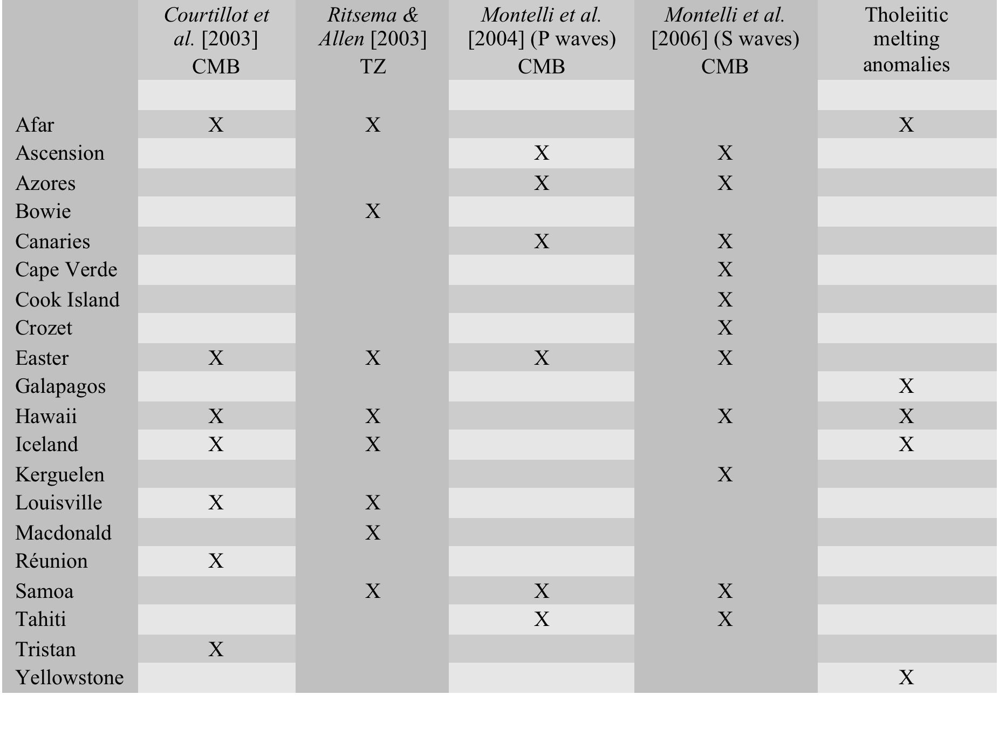 Courtillot et al. [2003] CMB
Ritsema & Allen [2003] TZ
Montelli et al. [2004] (P waves) CMB
Montelli et al. [2006] (S waves) CMB
Tholeiitic melting anomalies
Afar X X X
Ascension X X
Azores X X
Bowie X
Canaries X X
Cape Verde X
Cook Island X
Crozet X
Easter X X X X
Galapagos X
Hawaii X X X X
Iceland X X X
Kerguelen X
Louisville X X
Macdonald X
Réunion X
Samoa X X X
Tahiti X X
Tristan X
Yellowstone X